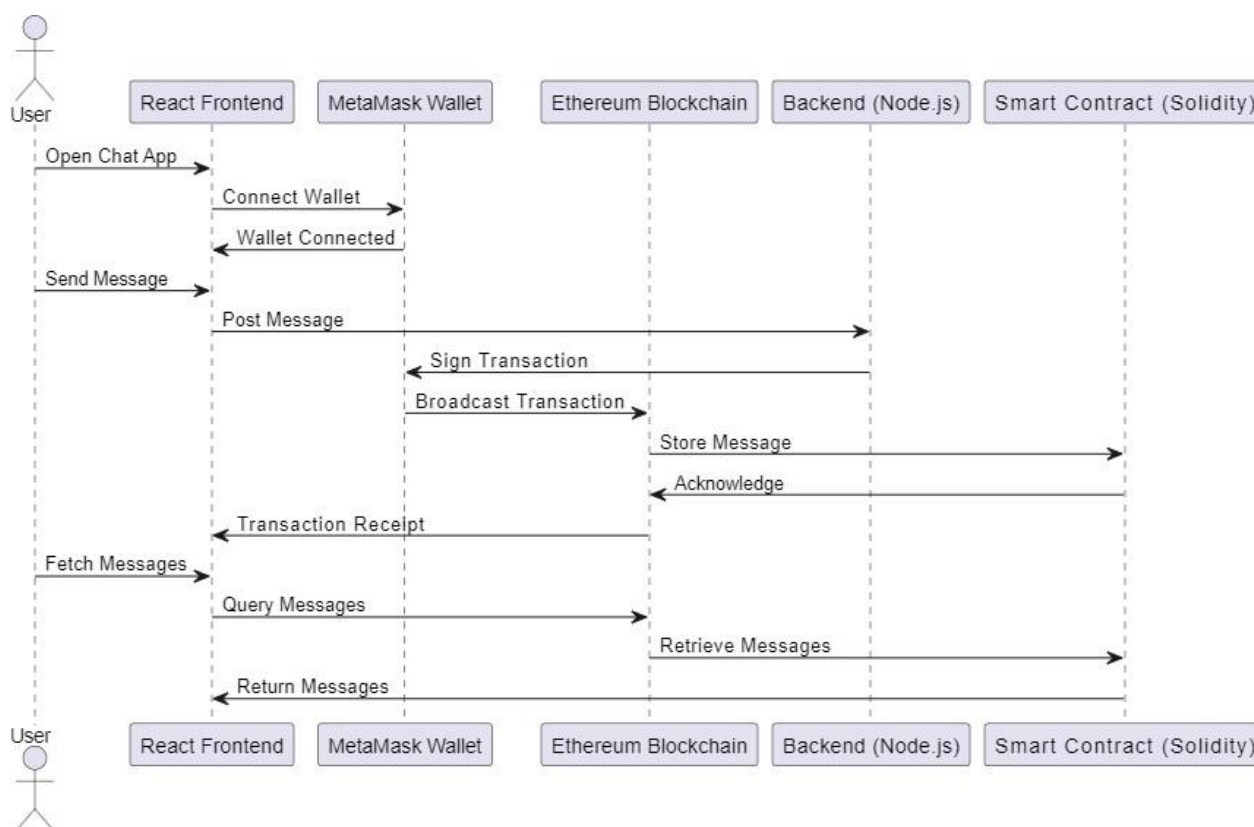 User
React Frontend
MetaMask Wallet
Ethereum Blockchain
Backend (Node.js)
Smart Contract (Solidity)
Open Chat App
Connect Wallet
Wallet Connected
Send Message
Post Message
Sign Transaction
Broadcast Transaction
Store Message
Acknowledge
Transaction Receipt
Fetch Messages
Query Messages
Retrieve Messages
Return Messages
User
React Frontend
MetaMask Wallet
Ethereum Blockchain
Backend (Node.js)
Smart Contract (Solidity)